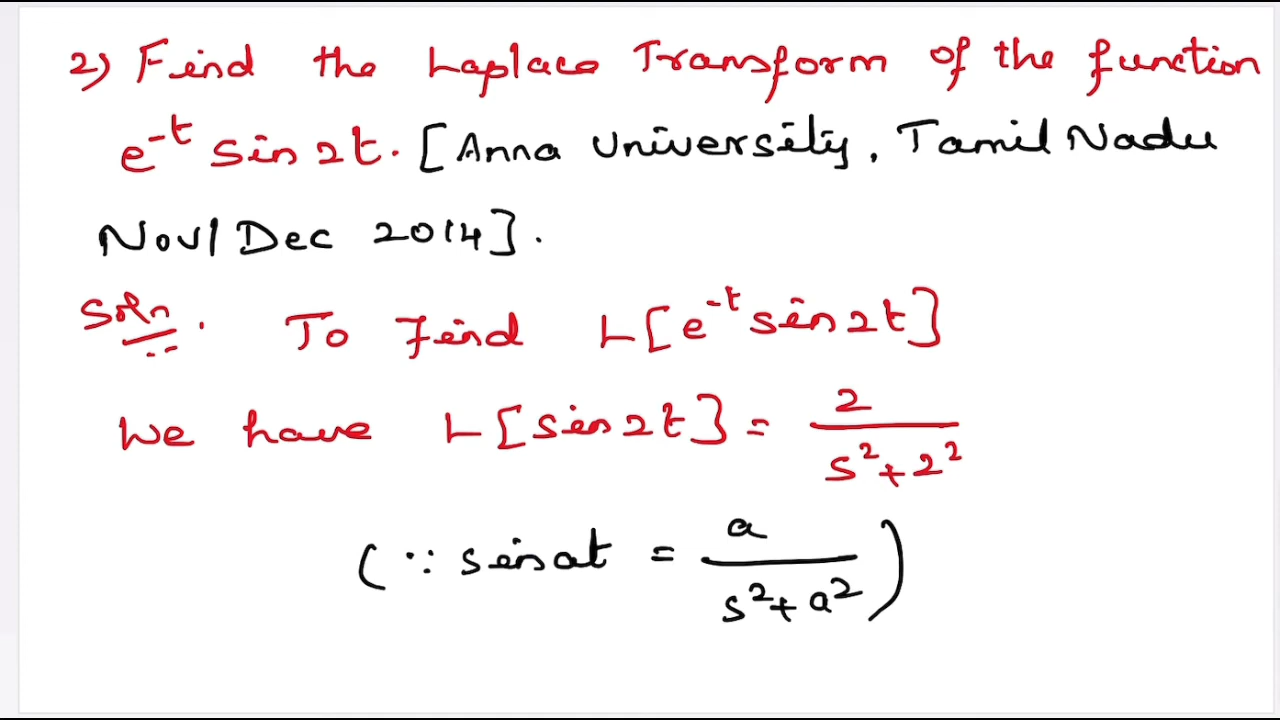 2) Find the Laplace Transform of the function
e^-t sin 2t. [Anna University, Tamil Nadu
Nov/Dec 2014].
Soln. To Find L[e^-t sin 2t]
We have L[sin 2t] = 2/(s^2+2^2)
(∵ sin at = a/(s^2+a^2))